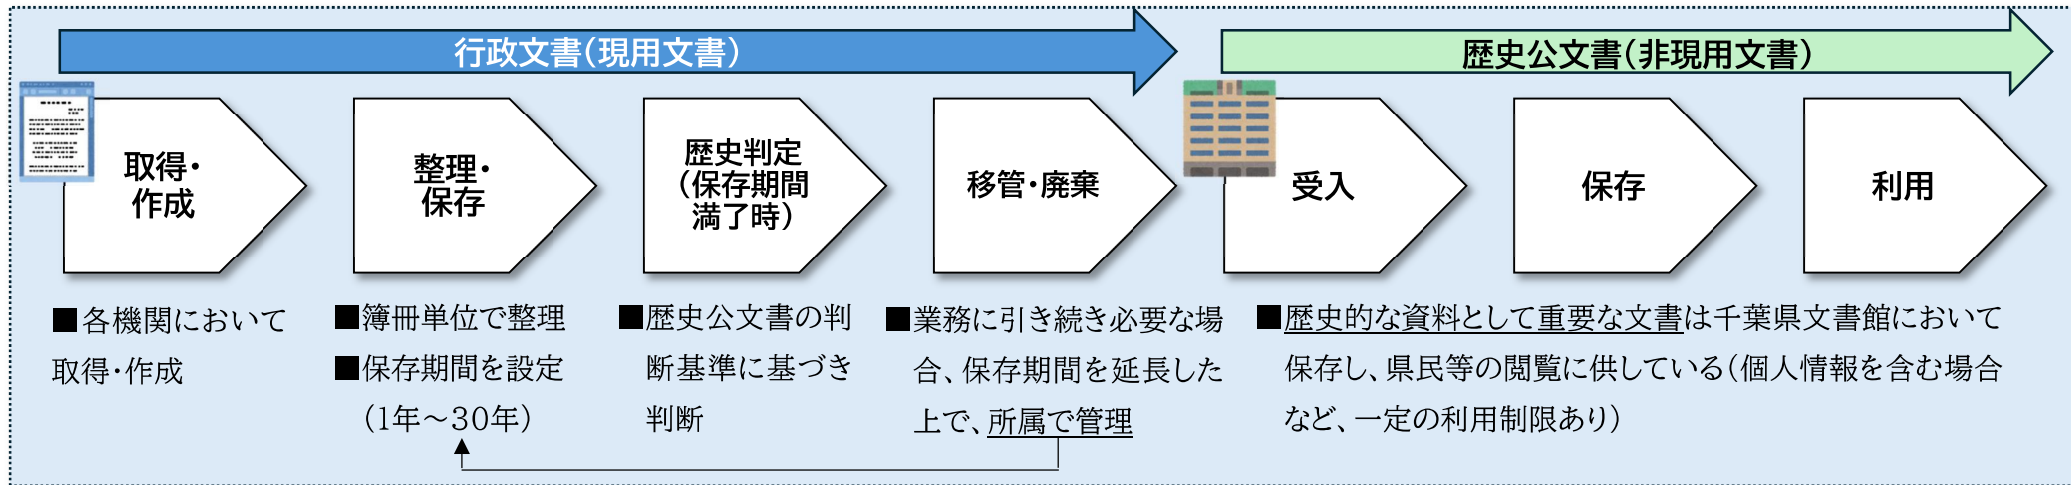 行政文書（現用文書）
歴史公文書（非現用文書）
取得・
作成
整理・
保存
歴史判定
（保存期間
満了時）
移管・廃棄
受入
保存
利用
■各機関において
取得・作成
■簿冊単位で整理
■保存期間を設定
（1年～30年）
■歴史公文書の判
断基準に基づき
判断
■業務に引き続き必要な場
合、保存期間を延長した
上で、所属で管理
■歴史的な資料として重要な文書は千葉県文書館において
保存し、県民等の閲覧に供している（個人情報を含む場合
など、一定の利用制限あり）